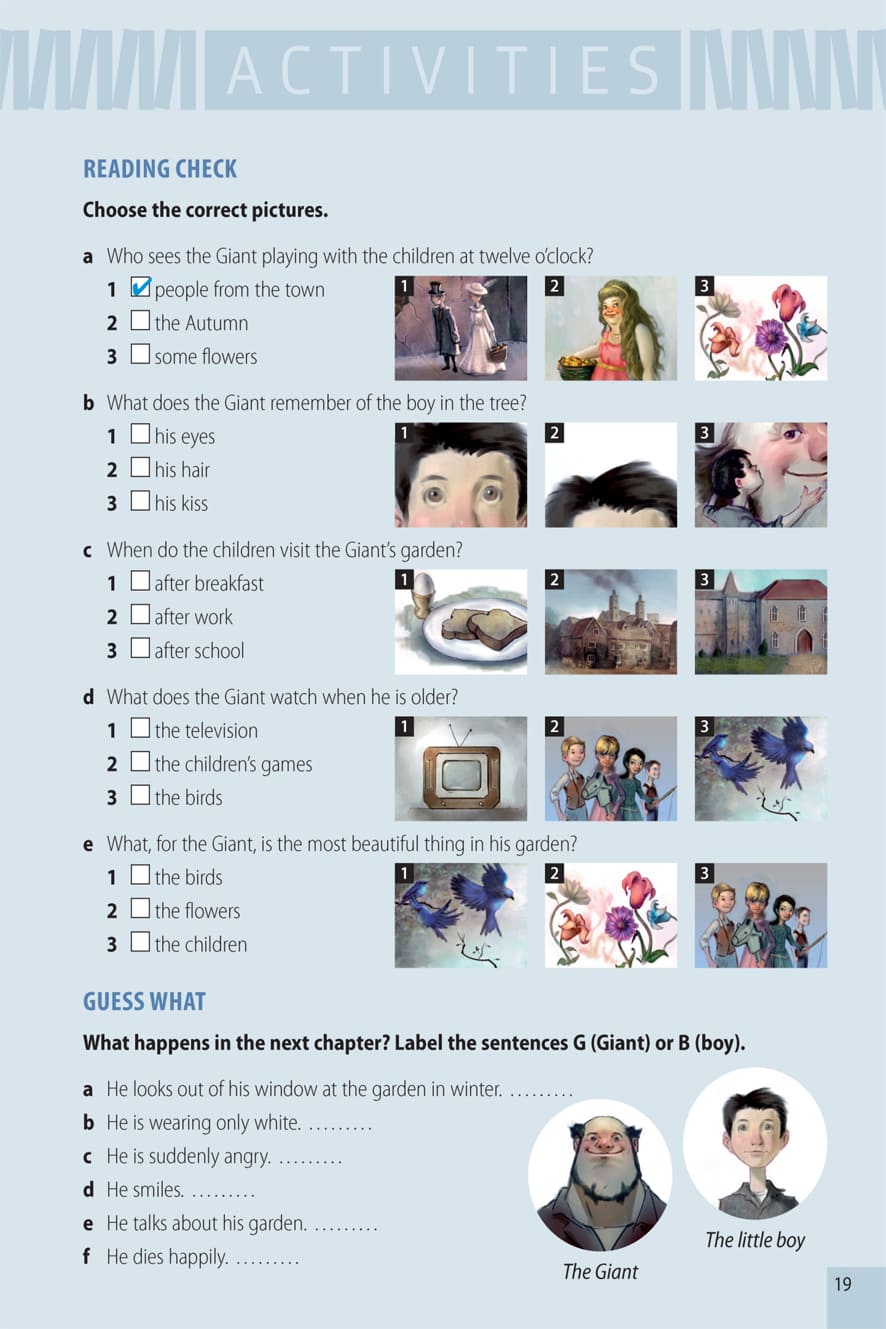 ACTIVITIES
READING CHECK
Choose the correct pictures.
a Who sees the Giant playing with the children at twelve o'clock?
1 people from the town
2 the Autumn
3 some flowers
1 2 3
b What does the Giant remember of the boy in the tree?
1 his eyes
2 his hair
3 his kiss
1 2 3
c When do the children visit the Giant's garden?
1 after breakfast
2 after work
3 after school
1 2 3
d What does the Giant watch when he is older?
1 the television
2 the children's games
3 the birds
1 2 3
e What, for the Giant, is the most beautiful thing in his garden?
1 the birds
2 the flowers
3 the children
1 2 3
GUESS WHAT
What happens in the next chapter? Label the sentences G (Giant) or B (boy).
a He looks out of his window at the garden in winter. .........
b He is wearing only white. .........
c He is suddenly angry. .........
d He smiles. .........
e He talks about his garden. .........
f He dies happily. .........
The Giant
The little boy
19